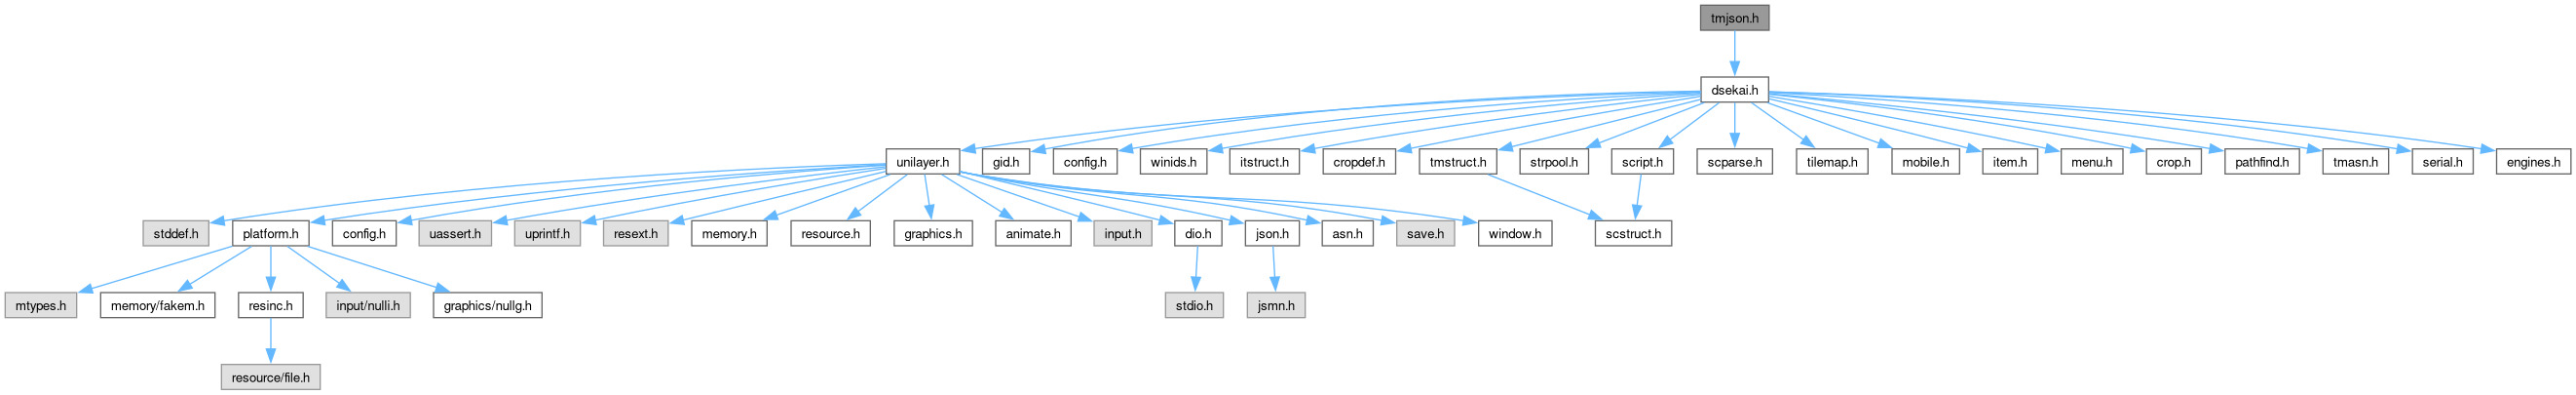 tmjson.h
dsekai.h
unilayer.h
gid.h
config.h
winids.h
itstruct.h
cropdef.h
tmstruct.h
strpool.h
script.h
scparse.h
tilemap.h
mobile.h
item.h
menu.h
crop.h
pathfind.h
tmasn.h
serial.h
engines.h
stddef.h
platform.h
config.h
uassert.h
uprintf.h
resext.h
memory.h
resource.h
graphics.h
animate.h
input.h
dio.h
json.h
asn.h
save.h
window.h
scstruct.h
mtypes.h
memory/fakem.h
resinc.h
input/nulli.h
graphics/nullg.h
stdio.h
jsmn.h
resource/file.h